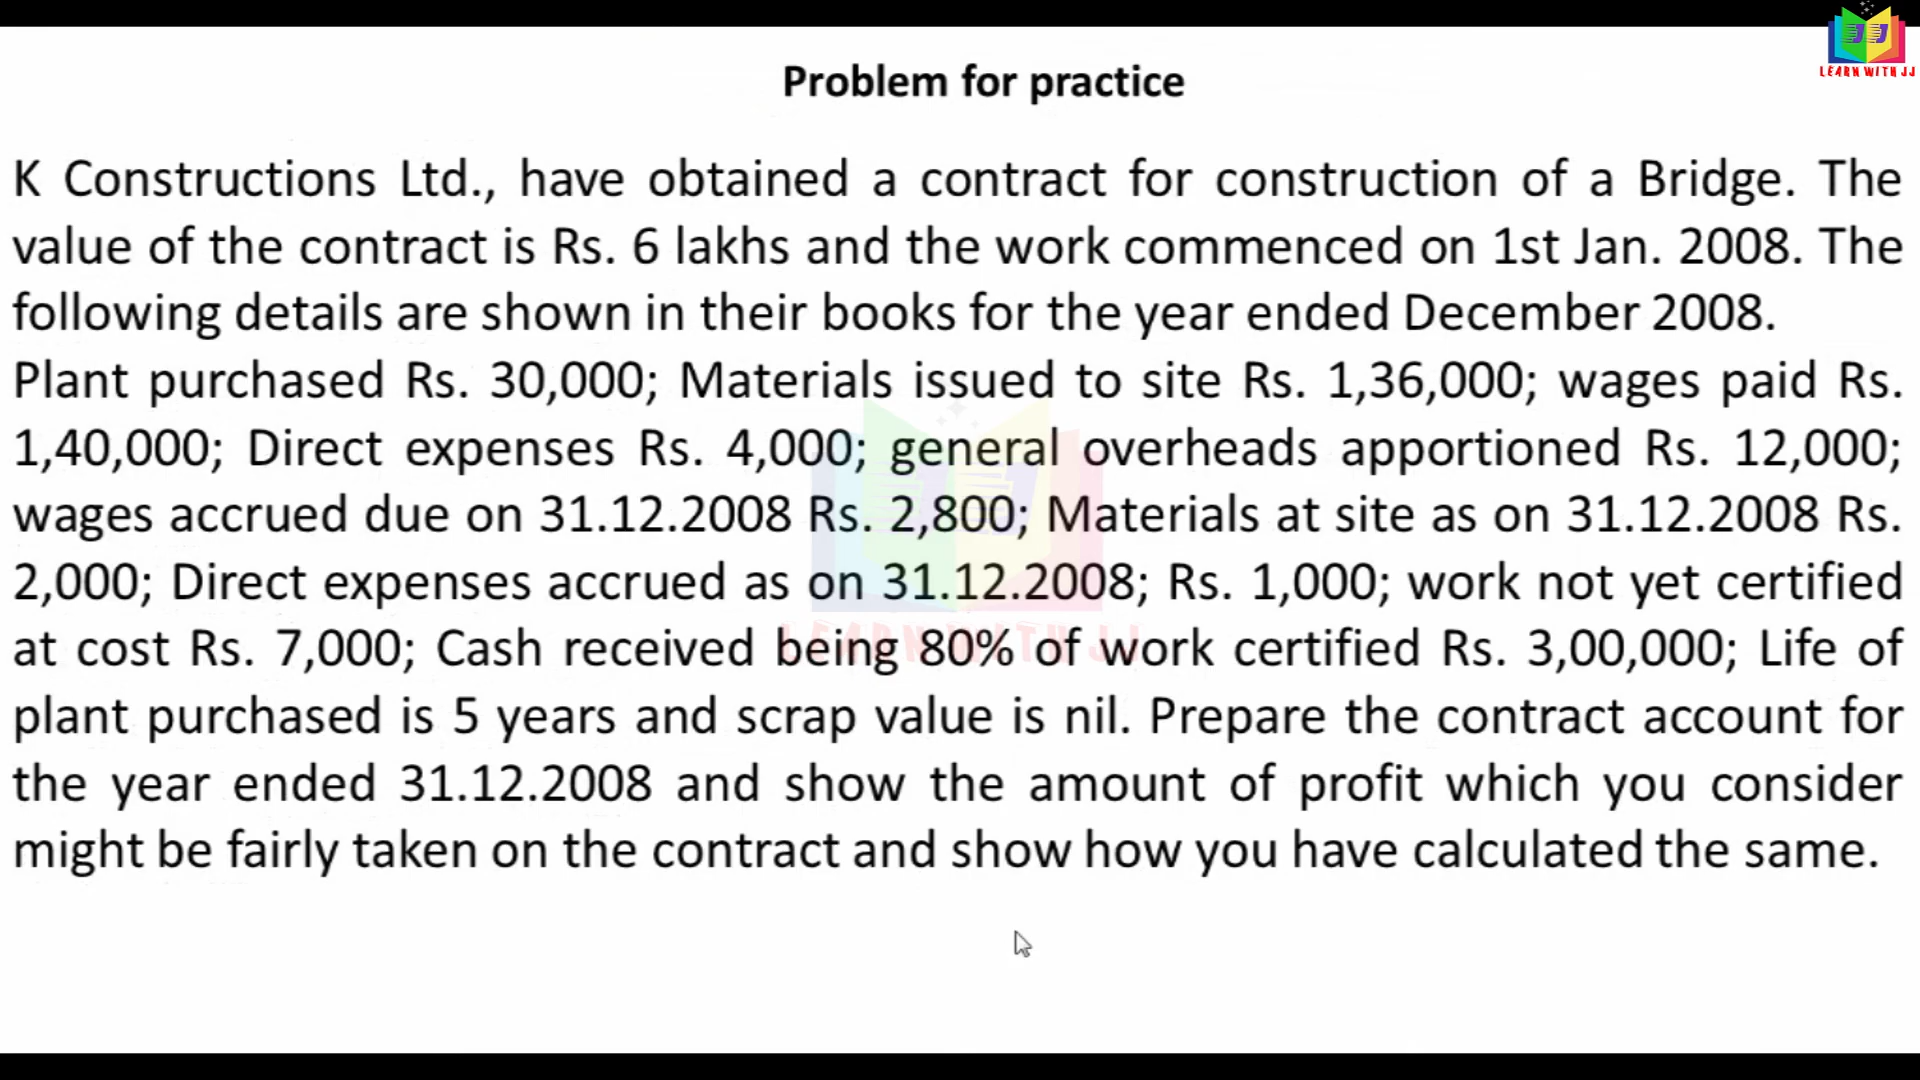 LEARN WITH JJ
Problem for practice
K Constructions Ltd., have obtained a contract for construction of a Bridge. The
value of the contract is Rs. 6 lakhs and the work commenced on 1st Jan. 2008. The
following details are shown in their books for the year ended December 2008.
Plant purchased Rs. 30,000; Materials issued to site Rs. 1,36,000; wages paid Rs.
1,40,000; Direct expenses Rs. 4,000; general overheads apportioned Rs. 12,000;
wages accrued due on 31.12.2008 Rs. 2,800; Materials at site as on 31.12.2008 Rs.
2,000; Direct expenses accrued as on 31.12.2008; Rs. 1,000; work not yet certified
at cost Rs. 7,000; Cash received being 80% of work certified Rs. 3,00,000; Life of
plant purchased is 5 years and scrap value is nil. Prepare the contract account for
the year ended 31.12.2008 and show the amount of profit which you consider
might be fairly taken on the contract and show how you have calculated the same.
LEARN WITH JJ